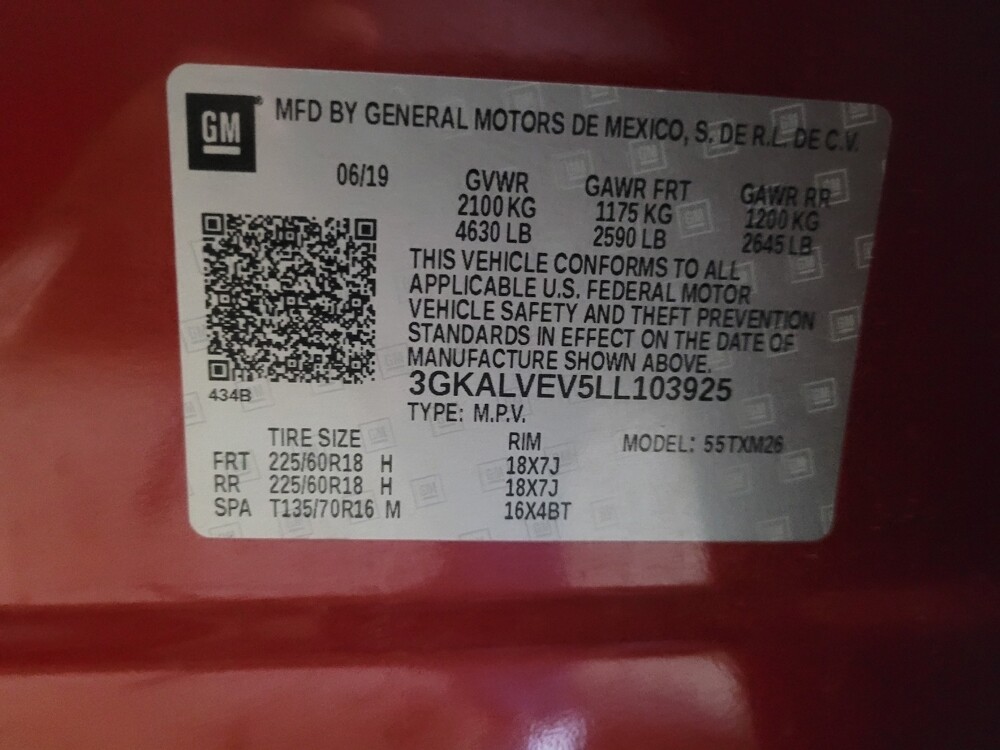 GM
MFD BY GENERAL MOTORS DE MEXICO, S. DE R.L. DE C.V.
06/19 GVWR GAWR FRT GAWR RR
2100 KG 1175 KG 1200 KG
4630 LB 2590 LB 2645 LB
THIS VEHICLE CONFORMS TO ALL
APPLICABLE U.S. FEDERAL MOTOR
VEHICLE SAFETY AND THEFT PREVENTION
STANDARDS IN EFFECT ON THE DATE OF
MANUFACTURE SHOWN ABOVE.
3GKALVEV5LL103925
434B
TYPE: M.P.V.
TIRE SIZE RIM MODEL: 55TXM26
FRT 225/60R18 H 18X7J
RR 225/60R18 H 18X7J
SPA T135/70R16 M 16X4BT